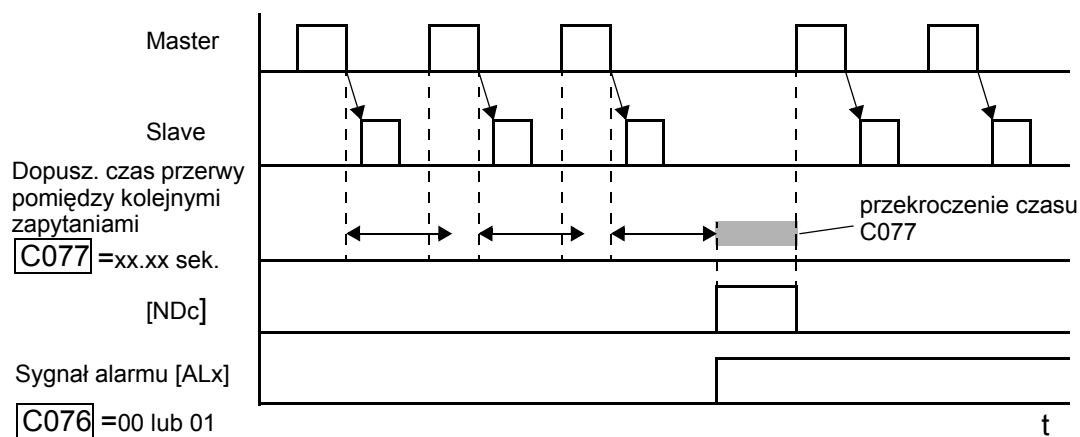 Master
Slave
Dopusz. czas przerwy
pomiędzy kolejnymi
zapytaniami
C077 =xx.xx sek.
przekroczenie czasu
C077
[NDc]
Sygnał alarmu [ALx]
C076 =00 lub 01
t